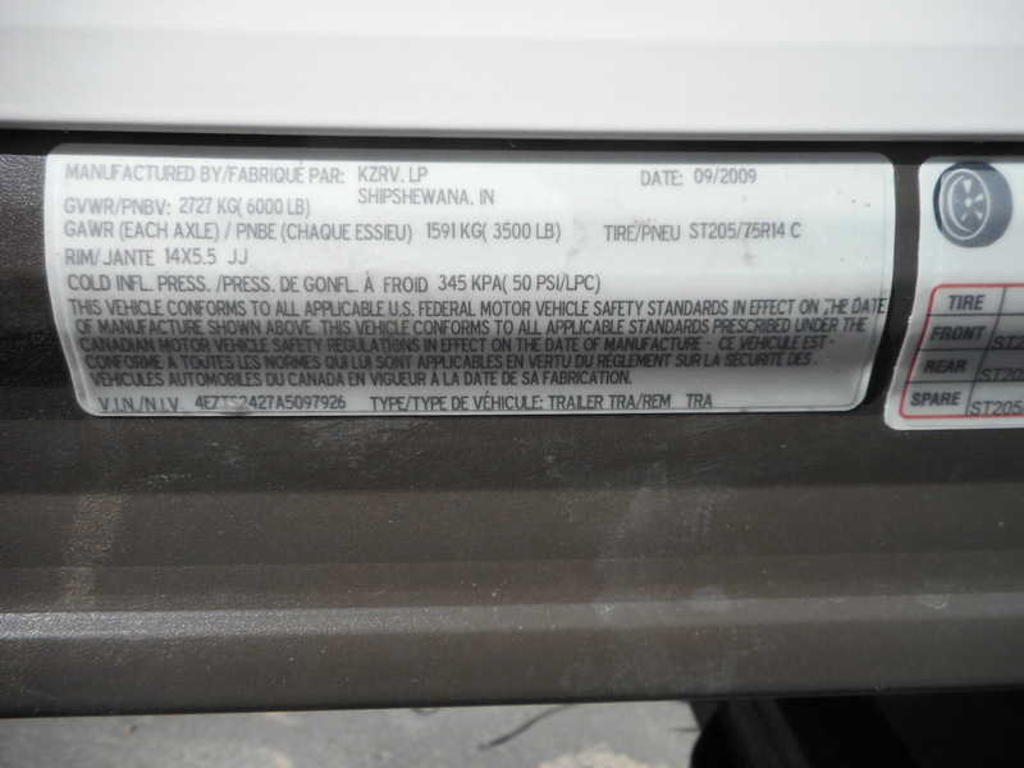 MANUFACTURED BY/FABRIQUÉ PAR: KZRV. LP DATE: 09/2009
SHIPSHEWANA, IN
GVWR/PNBV: 2727 KG( 6000 LB)
GAWR (EACH AXLE) / PNBE (CHAQUE ESSIEU) 1591 KG( 3500 LB) TIRE/PNEU ST205/75R14 C
RIM/JANTE 14X5.5 JJ
COLD INFL. PRESS. /PRESS. DE GONFL. À FROID 345 KPA( 50 PSI/LPC)
THIS VEHICLE CONFORMS TO ALL APPLICABLE U.S. FEDERAL MOTOR VEHICLE SAFETY STANDARDS IN EFFECT ON THE DATE
OF MANUFACTURE SHOWN ABOVE. THIS VEHICLE CONFORMS TO ALL APPLICABLE STANDARDS PRESCRIBED UNDER THE
CANADIAN MOTOR VEHICLE SAFETY REGULATIONS IN EFFECT ON THE DATE OF MANUFACTURE - CE VÉHICULE EST
CONFORME A TOUTES LES NORMES QUI LUI SONT APPLICABLES EN VERTU DU RÈGLEMENT SUR LA SÉCURITÉ DES
VÉHICULES AUTOMOBILES DU CANADA EN VIGUEUR À LA DATE DE SA FABRICATION.
V.I.N./N.I.V. TYPE/TYPE DE VÉHICULE: TRAILER TRA/REM TRA
TIRE
FRONT
REAR
SPARE ST205